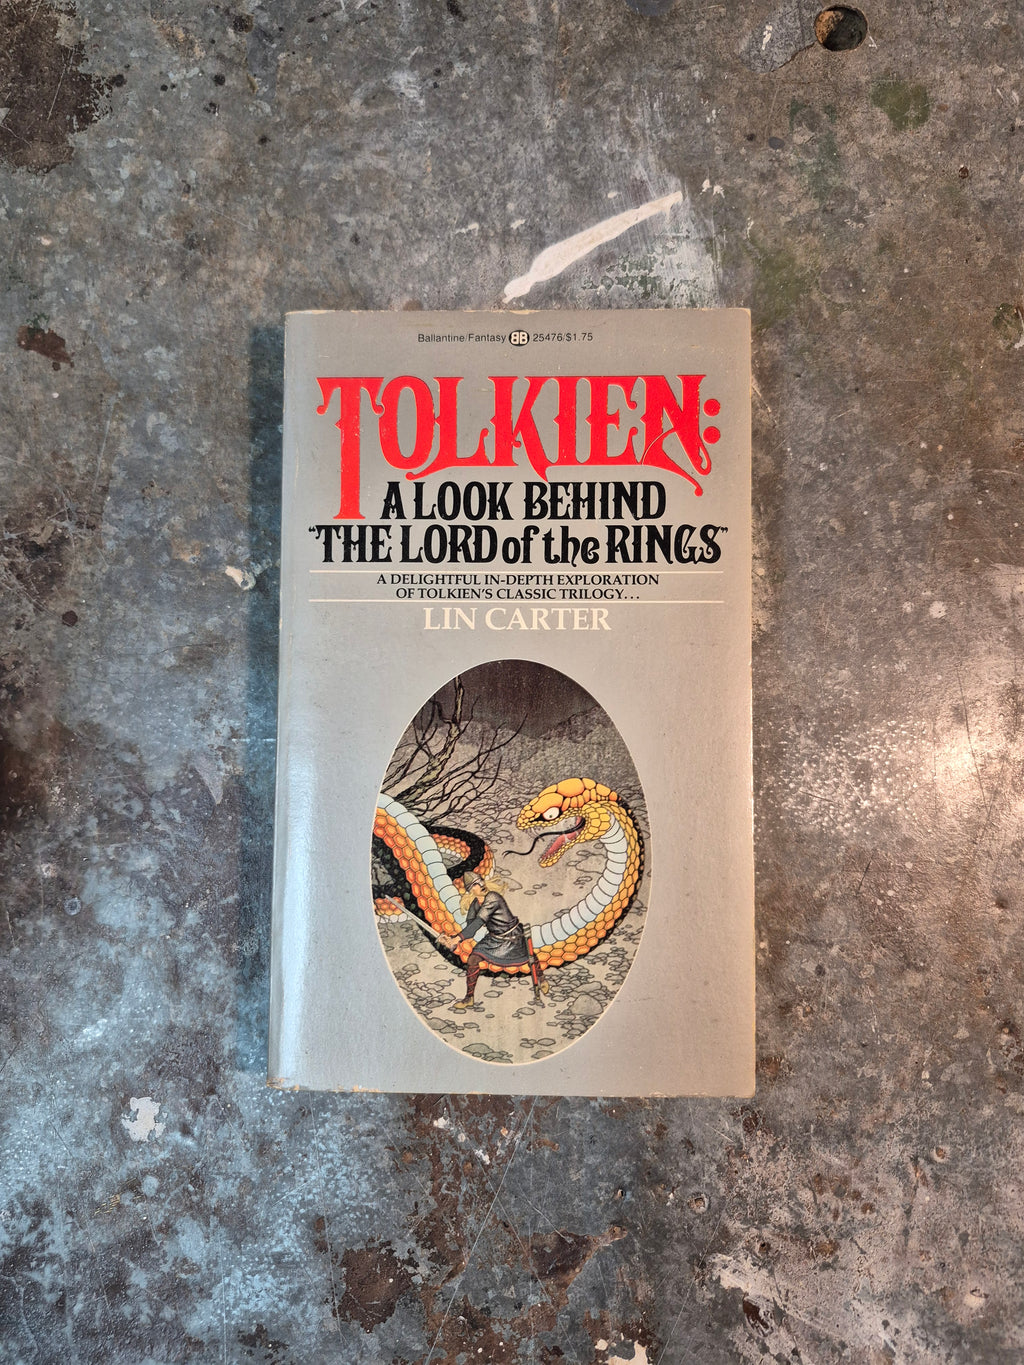 Ballantine/Fantasy BB 25476/$1.75
TOLKIEN:
A LOOK BEHIND
"THE LORD of the RINGS"
A DELIGHTFUL IN-DEPTH EXPLORATION
OF TOLKIEN'S CLASSIC TRILOGY...
LIN CARTER